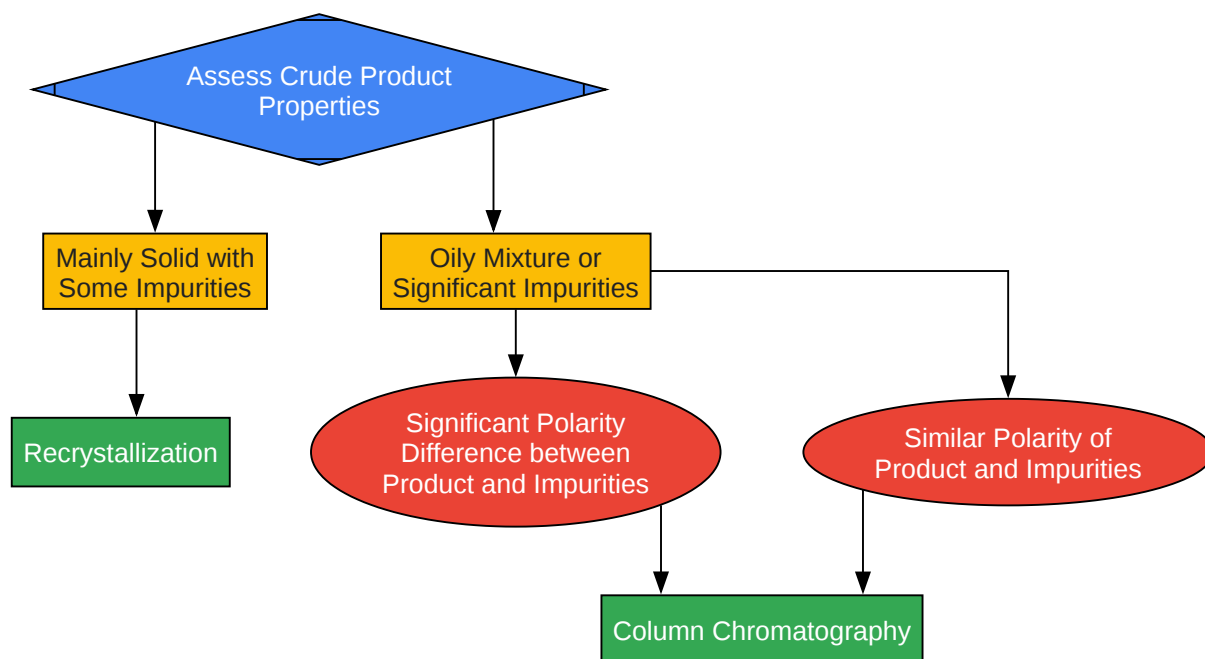 Assess Crude Product
Properties
Mainly Solid with
Some Impurities
Oily Mixture or
Significant Impurities
Recrystallization
Significant Polarity
Difference between
Product and Impurities
Similar Polarity of
Product and Impurities
Column Chromatography